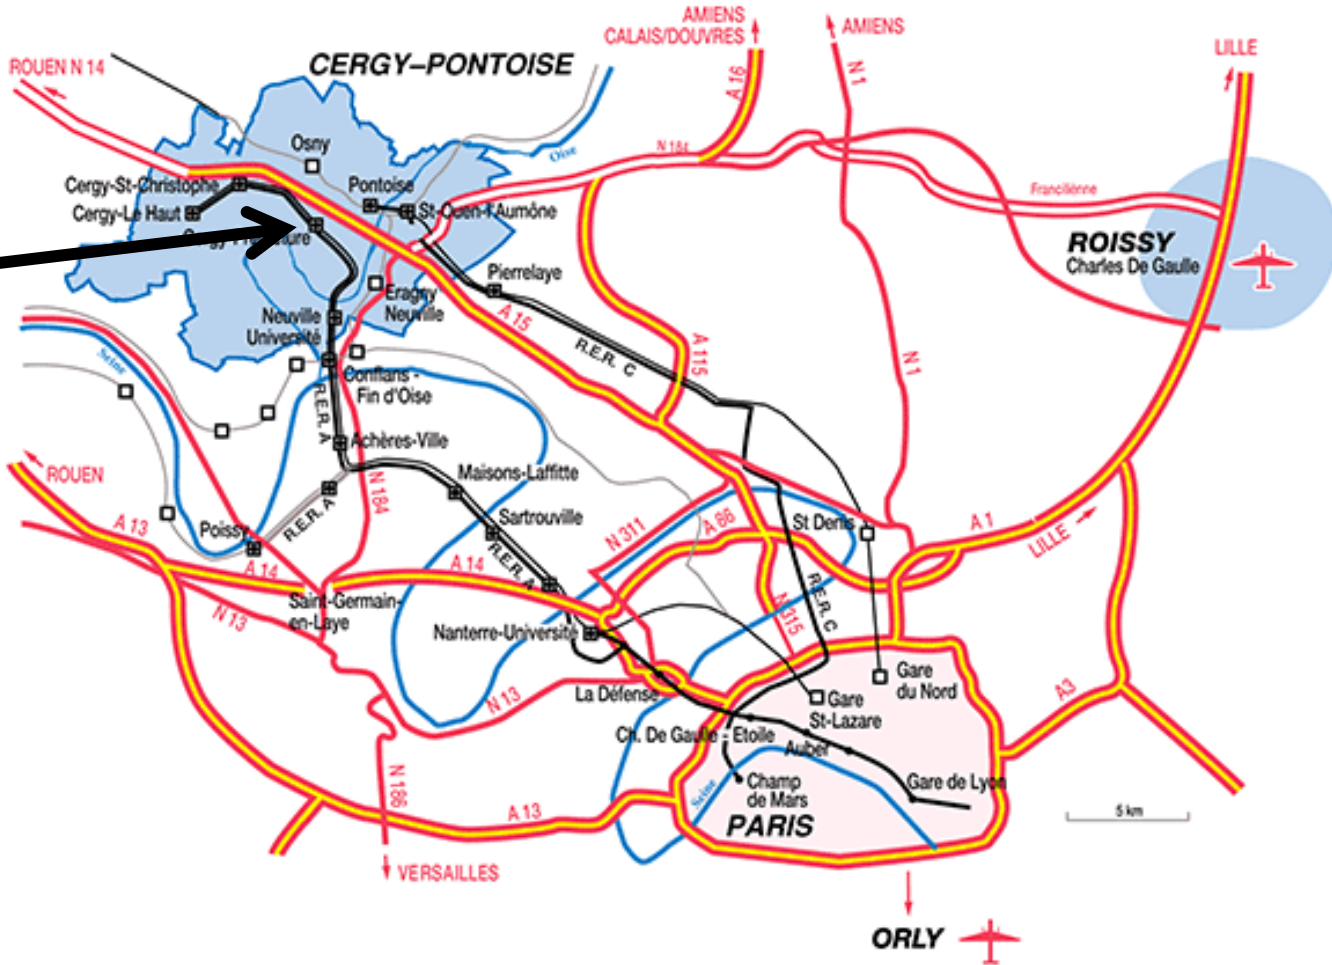 AMIENS
CALAIS/DOUVRES
AMIENS
LILLE
ROUEN N 14
CERGY–PONTOISE
A 16
N 1
Osny
Oise
N 184
Cergy-St-Christophe
Pontoise
Francilienne
Cergy-Le Haut
St-Ouen-l'Aumône
ROISSY
Charles De Gaulle
Pierrelaye
Eragny
Neuville
Neuville
Université
A 15
R.E.R. C
A 115
N 1
Seine
Conflans -
Fin d'Oise
R.E.R. A
Achères-Ville
ROUEN
Maisons-Laffitte
N 184
R.E.R. A
Sartrouville
A 13
Poissy
N 311
A 86
St Denis
A 1
LILLE
A 14
A 14
R.E.R. A
R.E.R. C
Saint-Germain-
en-Laye
N 13
N 315
Nanterre-Université
Gare
du Nord
La Défense
N 13
Gare
St-Lazare
A3
Ch. De Gaulle - Etoile
Auber
N 186
Seine
Champ
de Mars
Gare de Lyon
A 13
PARIS
5 km
VERSAILLES
ORLY